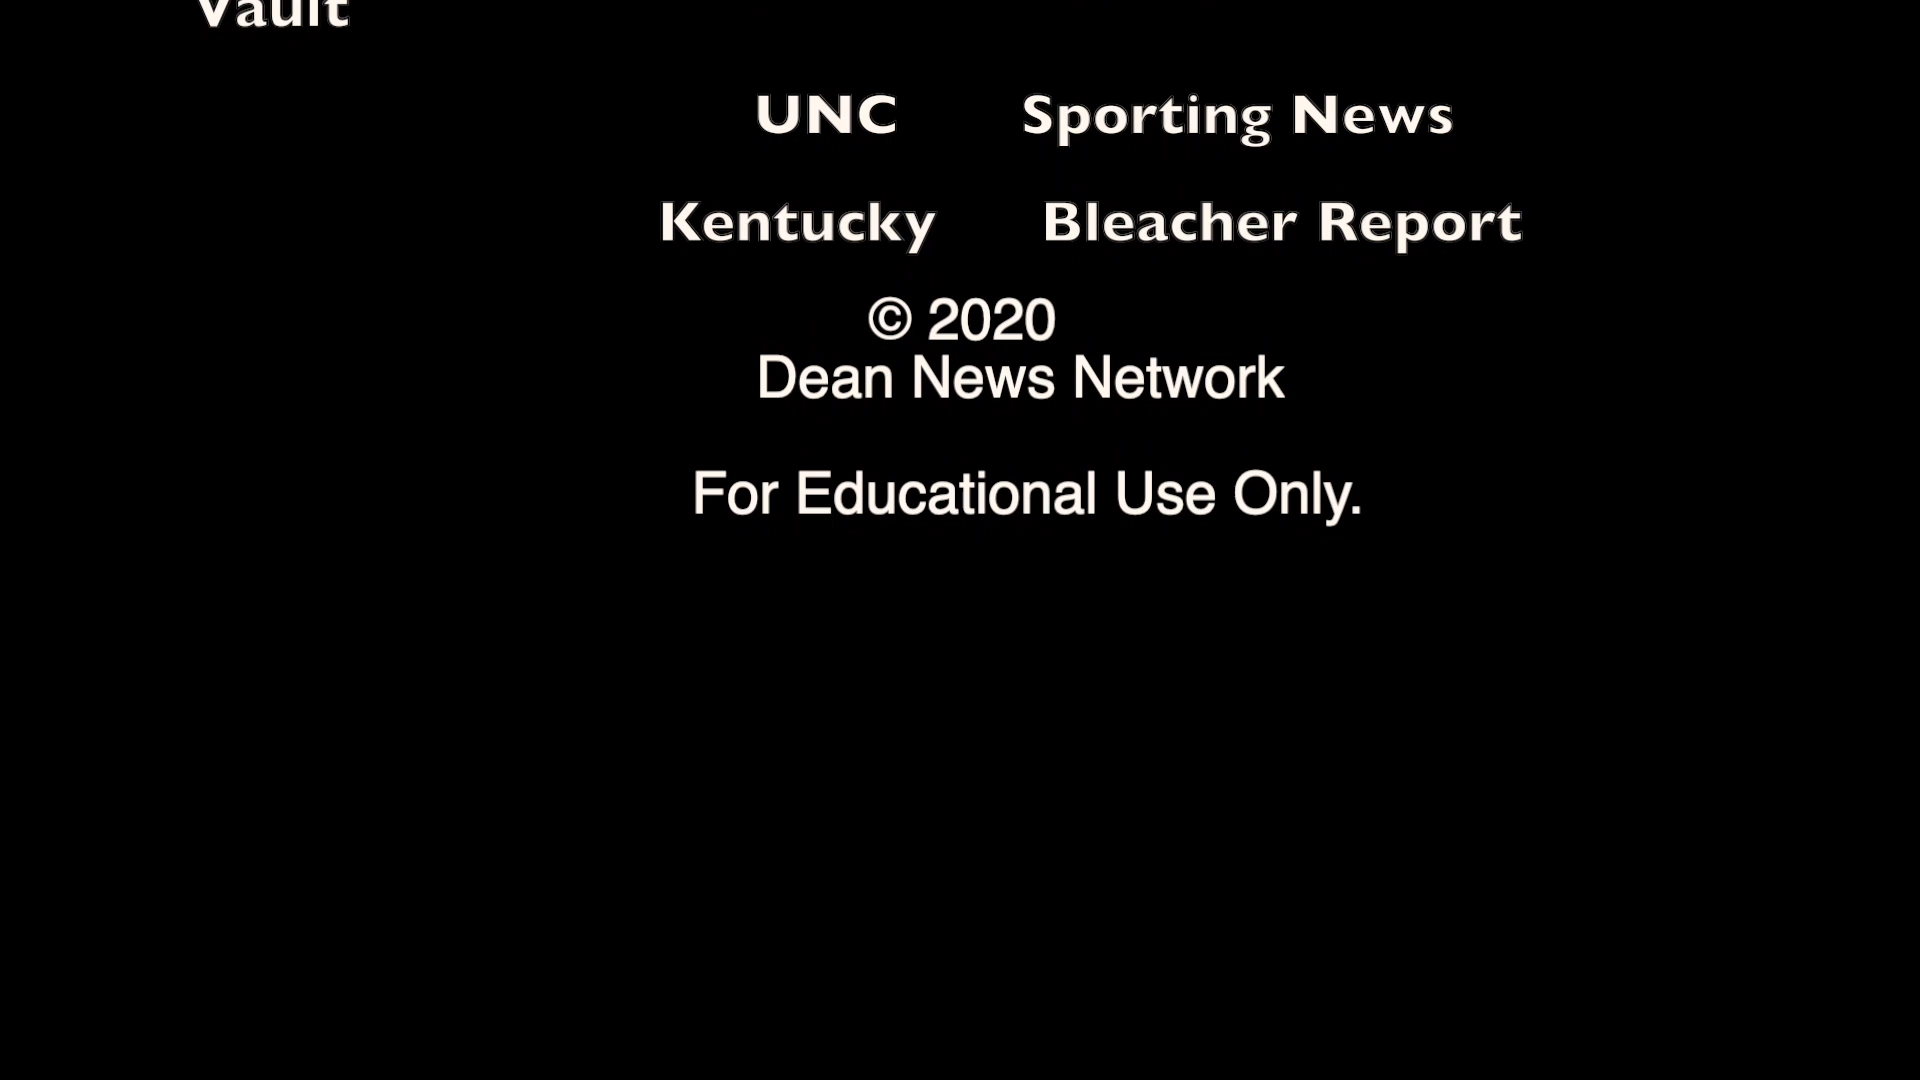 Vault
UNC Sporting News
Kentucky Bleacher Report
© 2020
Dean News Network
For Educational Use Only.